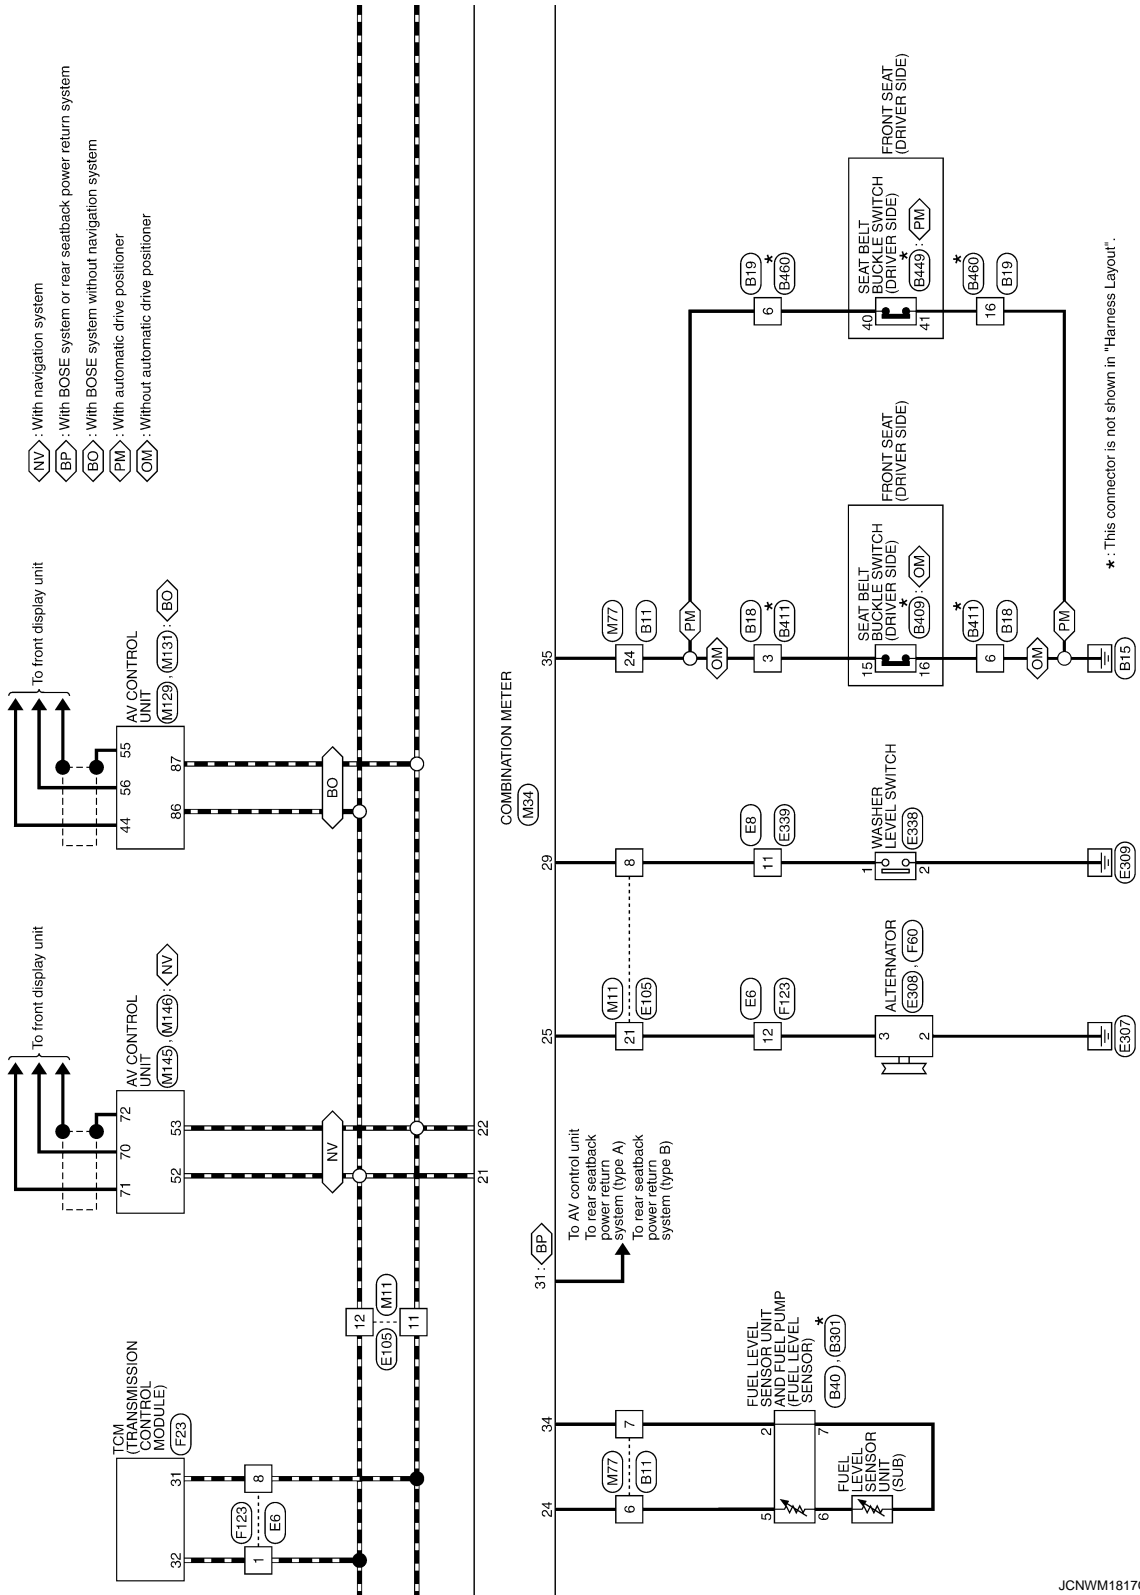 NV : With navigation system
BP : With BOSE system or rear seatback power return system
BO : With BOSE system without navigation system
PM : With automatic drive positioner
OM : Without automatic drive positioner
TCM
(TRANSMISSION
CONTROL
MODULE)
F23
32
31
F123
E6
1
8
E105
M11
12
11
To front display unit
71
70
72
AV CONTROL
UNIT
M145 , M146 : NV
52
53
NV
21
22
To front display unit
44
56
55
AV CONTROL
UNIT
M129 , M131 : BO
86
87
BO
COMBINATION METER
M34
24
34
31 : BP
25
29
35
M77
B11
6
7
FUEL LEVEL
SENSOR UNIT
AND FUEL PUMP
(FUEL LEVEL
SENSOR)
B40 , B301
*
5
2
6
7
FUEL
LEVEL
SENSOR
UNIT
(SUB)
To AV control unit
To rear seatback
power return
system (type A)
To rear seatback
power return
system (type B)
M11
E105
21
8
E6
F123
12
ALTERNATOR
E308 , F60
3
2
E307
E8
E339
11
WASHER
LEVEL SWITCH
E338
1
2
E309
M77
B11
24
PM
OM
B18
*
B411
3
SEAT BELT
BUCKLE SWITCH
(DRIVER SIDE)
*
B409 : OM
15
16
FRONT SEAT
(DRIVER SIDE)
*
B411
B18
6
OM
PM
B15
B19
*
B460
6
SEAT BELT
BUCKLE SWITCH
(DRIVER SIDE)
*
B449 : PM
40
41
FRONT SEAT
(DRIVER SIDE)
*
B460
B19
16
* : This connector is not shown in "Harness Layout".